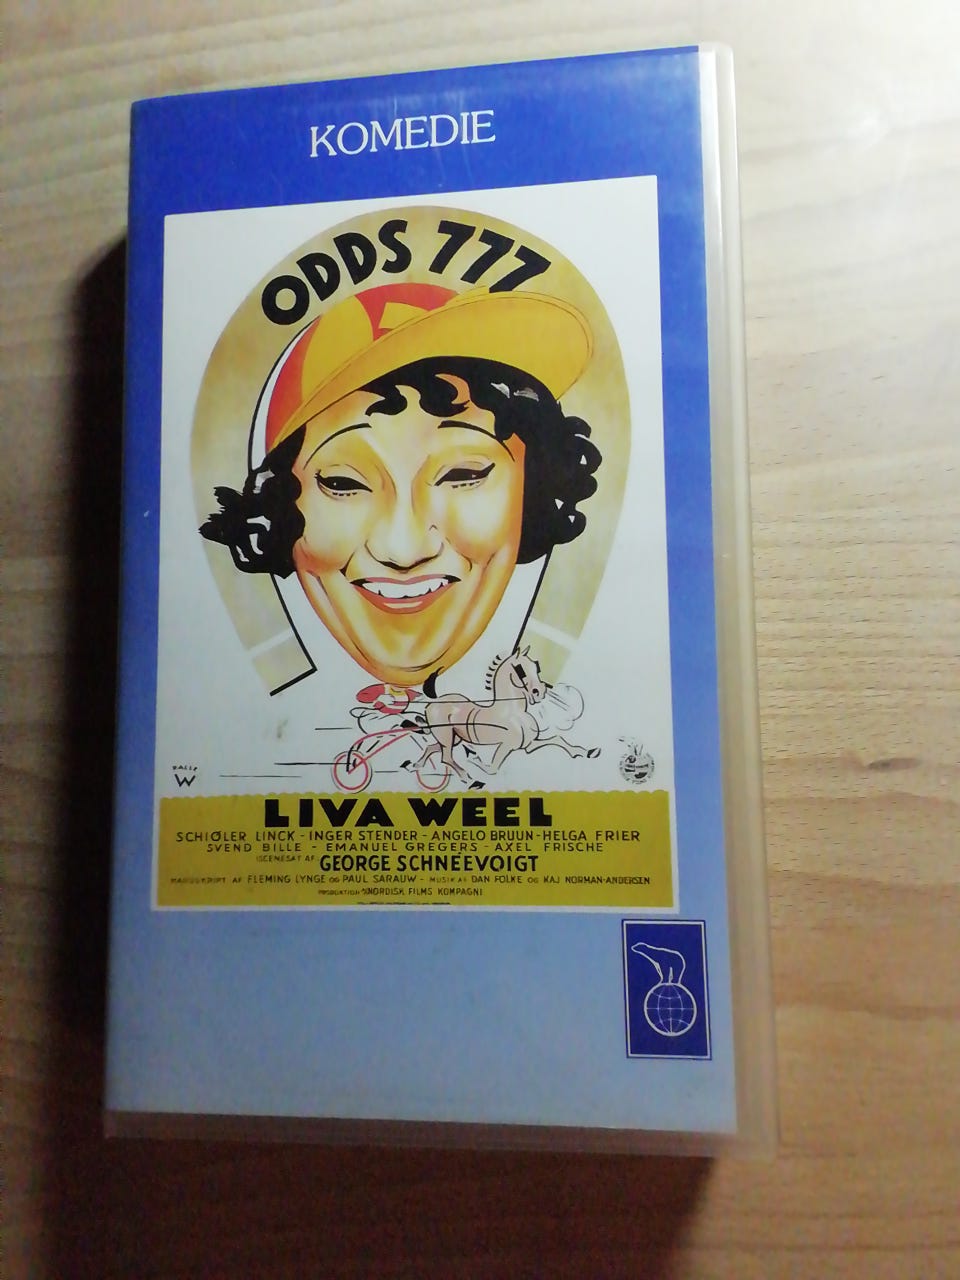 KOMEDIE
ODDS 777
W
LIVA WEEL
SCHIØLER LINCK - INGER STENDER - ANGELO BRUUN - HELGA FRIER
SVEND BILLE - EMANUEL GREGERS - AXEL FRISCHE
ISCENESAT AF GEORGE SCHNEEVOIGT
MANUSKRIPT AF FLEMING LYNGE OG PAUL SARAUW - MUSIK AF DAN FOLKE OG KAJ NORMAN-ANDERSEN
PRODUKTION NORDISK FILMS KOMPAGNI